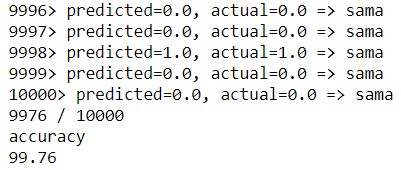 9996> predicted=0.0, actual=0.0 => sama
9997> predicted=0.0, actual=0.0 => sama
9998> predicted=1.0, actual=1.0 => sama
9999> predicted=0.0, actual=0.0 => sama
10000> predicted=0.0, actual=0.0 => sama
9976 / 10000
accuracy
99.76